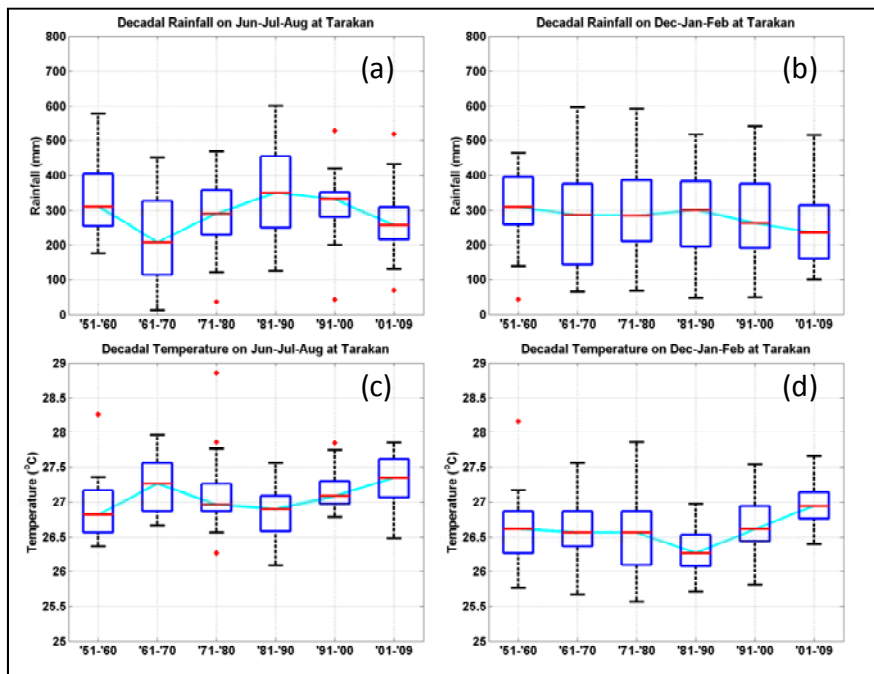 Decadal Rainfall on Jun-Jul-Aug at Tarakan
800
700
600
500
400
300
200
100
0
Rainfall (mm)
(a)
'51-'60 '61-'70 '71-'80 '81-'90 '91-'00 '01-'09
Decadal Rainfall on Dec-Jan-Feb at Tarakan
800
700
600
500
400
300
200
100
0
Rainfall (mm)
(b)
'51-'60 '61-'70 '71-'80 '81-'90 '91-'00 '01-'09
Decadal Temperature on Jun-Jul-Aug at Tarakan
29
28.5
28
27.5
27
26.5
26
25.5
25
Temperature (°C)
(c)
'51-'60 '61-'70 '71-'80 '81-'90 '91-'00 '01-'09
Decadal Temperature on Dec-Jan-Feb at Tarakan
29
28.5
28
27.5
27
26.5
26
25.5
25
Temperature (°C)
(d)
'51-'60 '61-'70 '71-'80 '81-'90 '91-'00 '01-'09